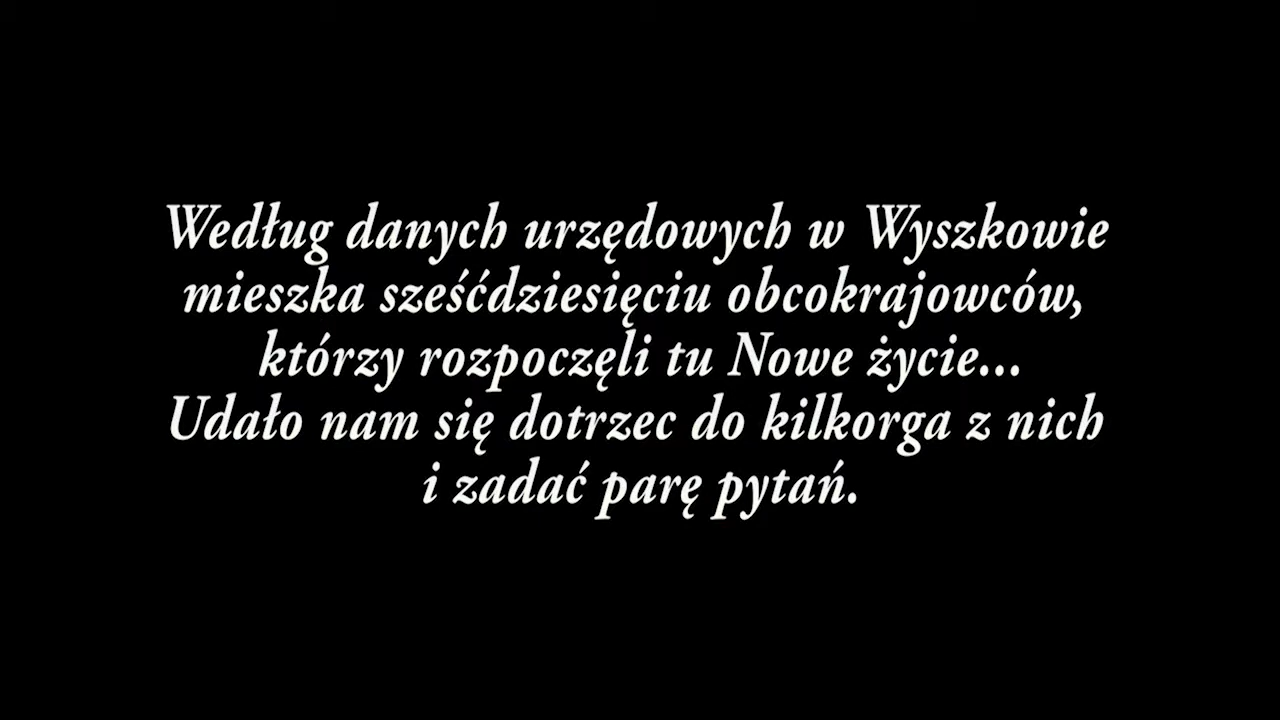 Według danych urzędowych w Wyszkowie
mieszka sześćdziesięciu obcokrajowców,
którzy rozpoczęli tu Nowe życie...
Udało nam się dotrzec do kilkorga z nich
i zadać parę pytań.